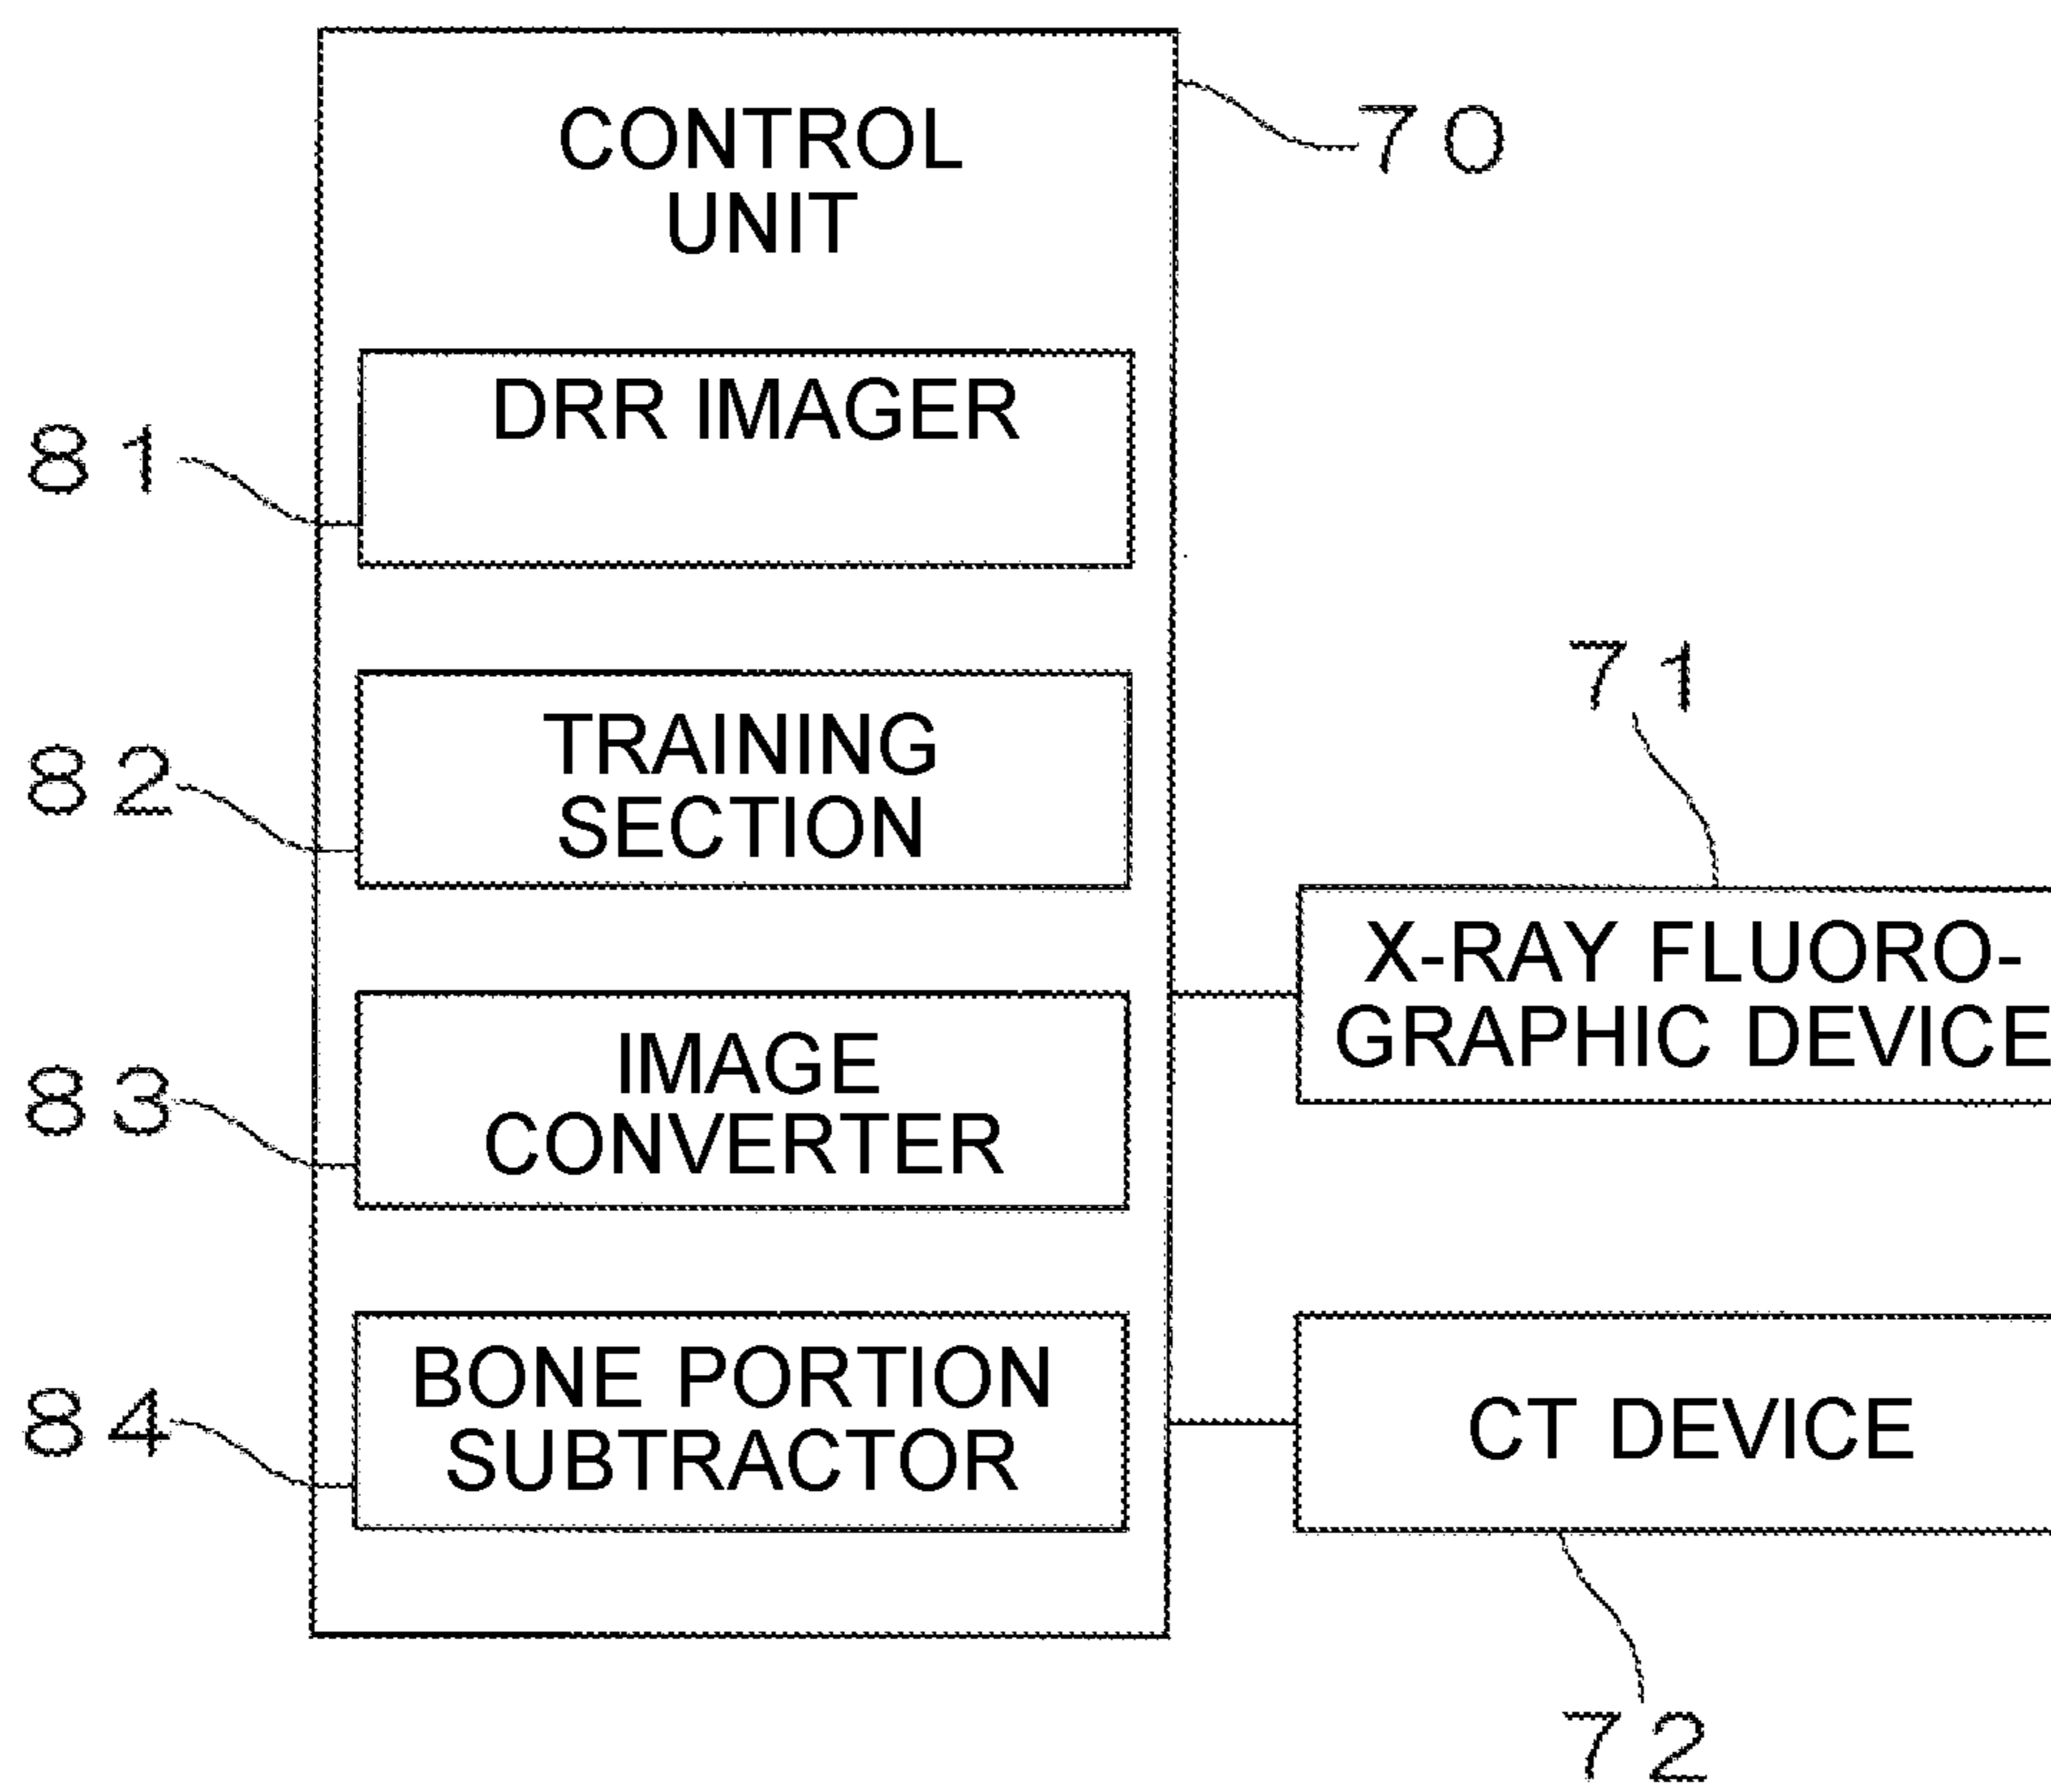 CONTROL
UNIT
70
DRR IMAGER
81
TRAINING
SECTION
82
71
X-RAY FLUORO-
GRAPHIC DEVICE
IMAGE
CONVERTER
83
BONE PORTION
SUBTRACTOR
84
CT DEVICE
72